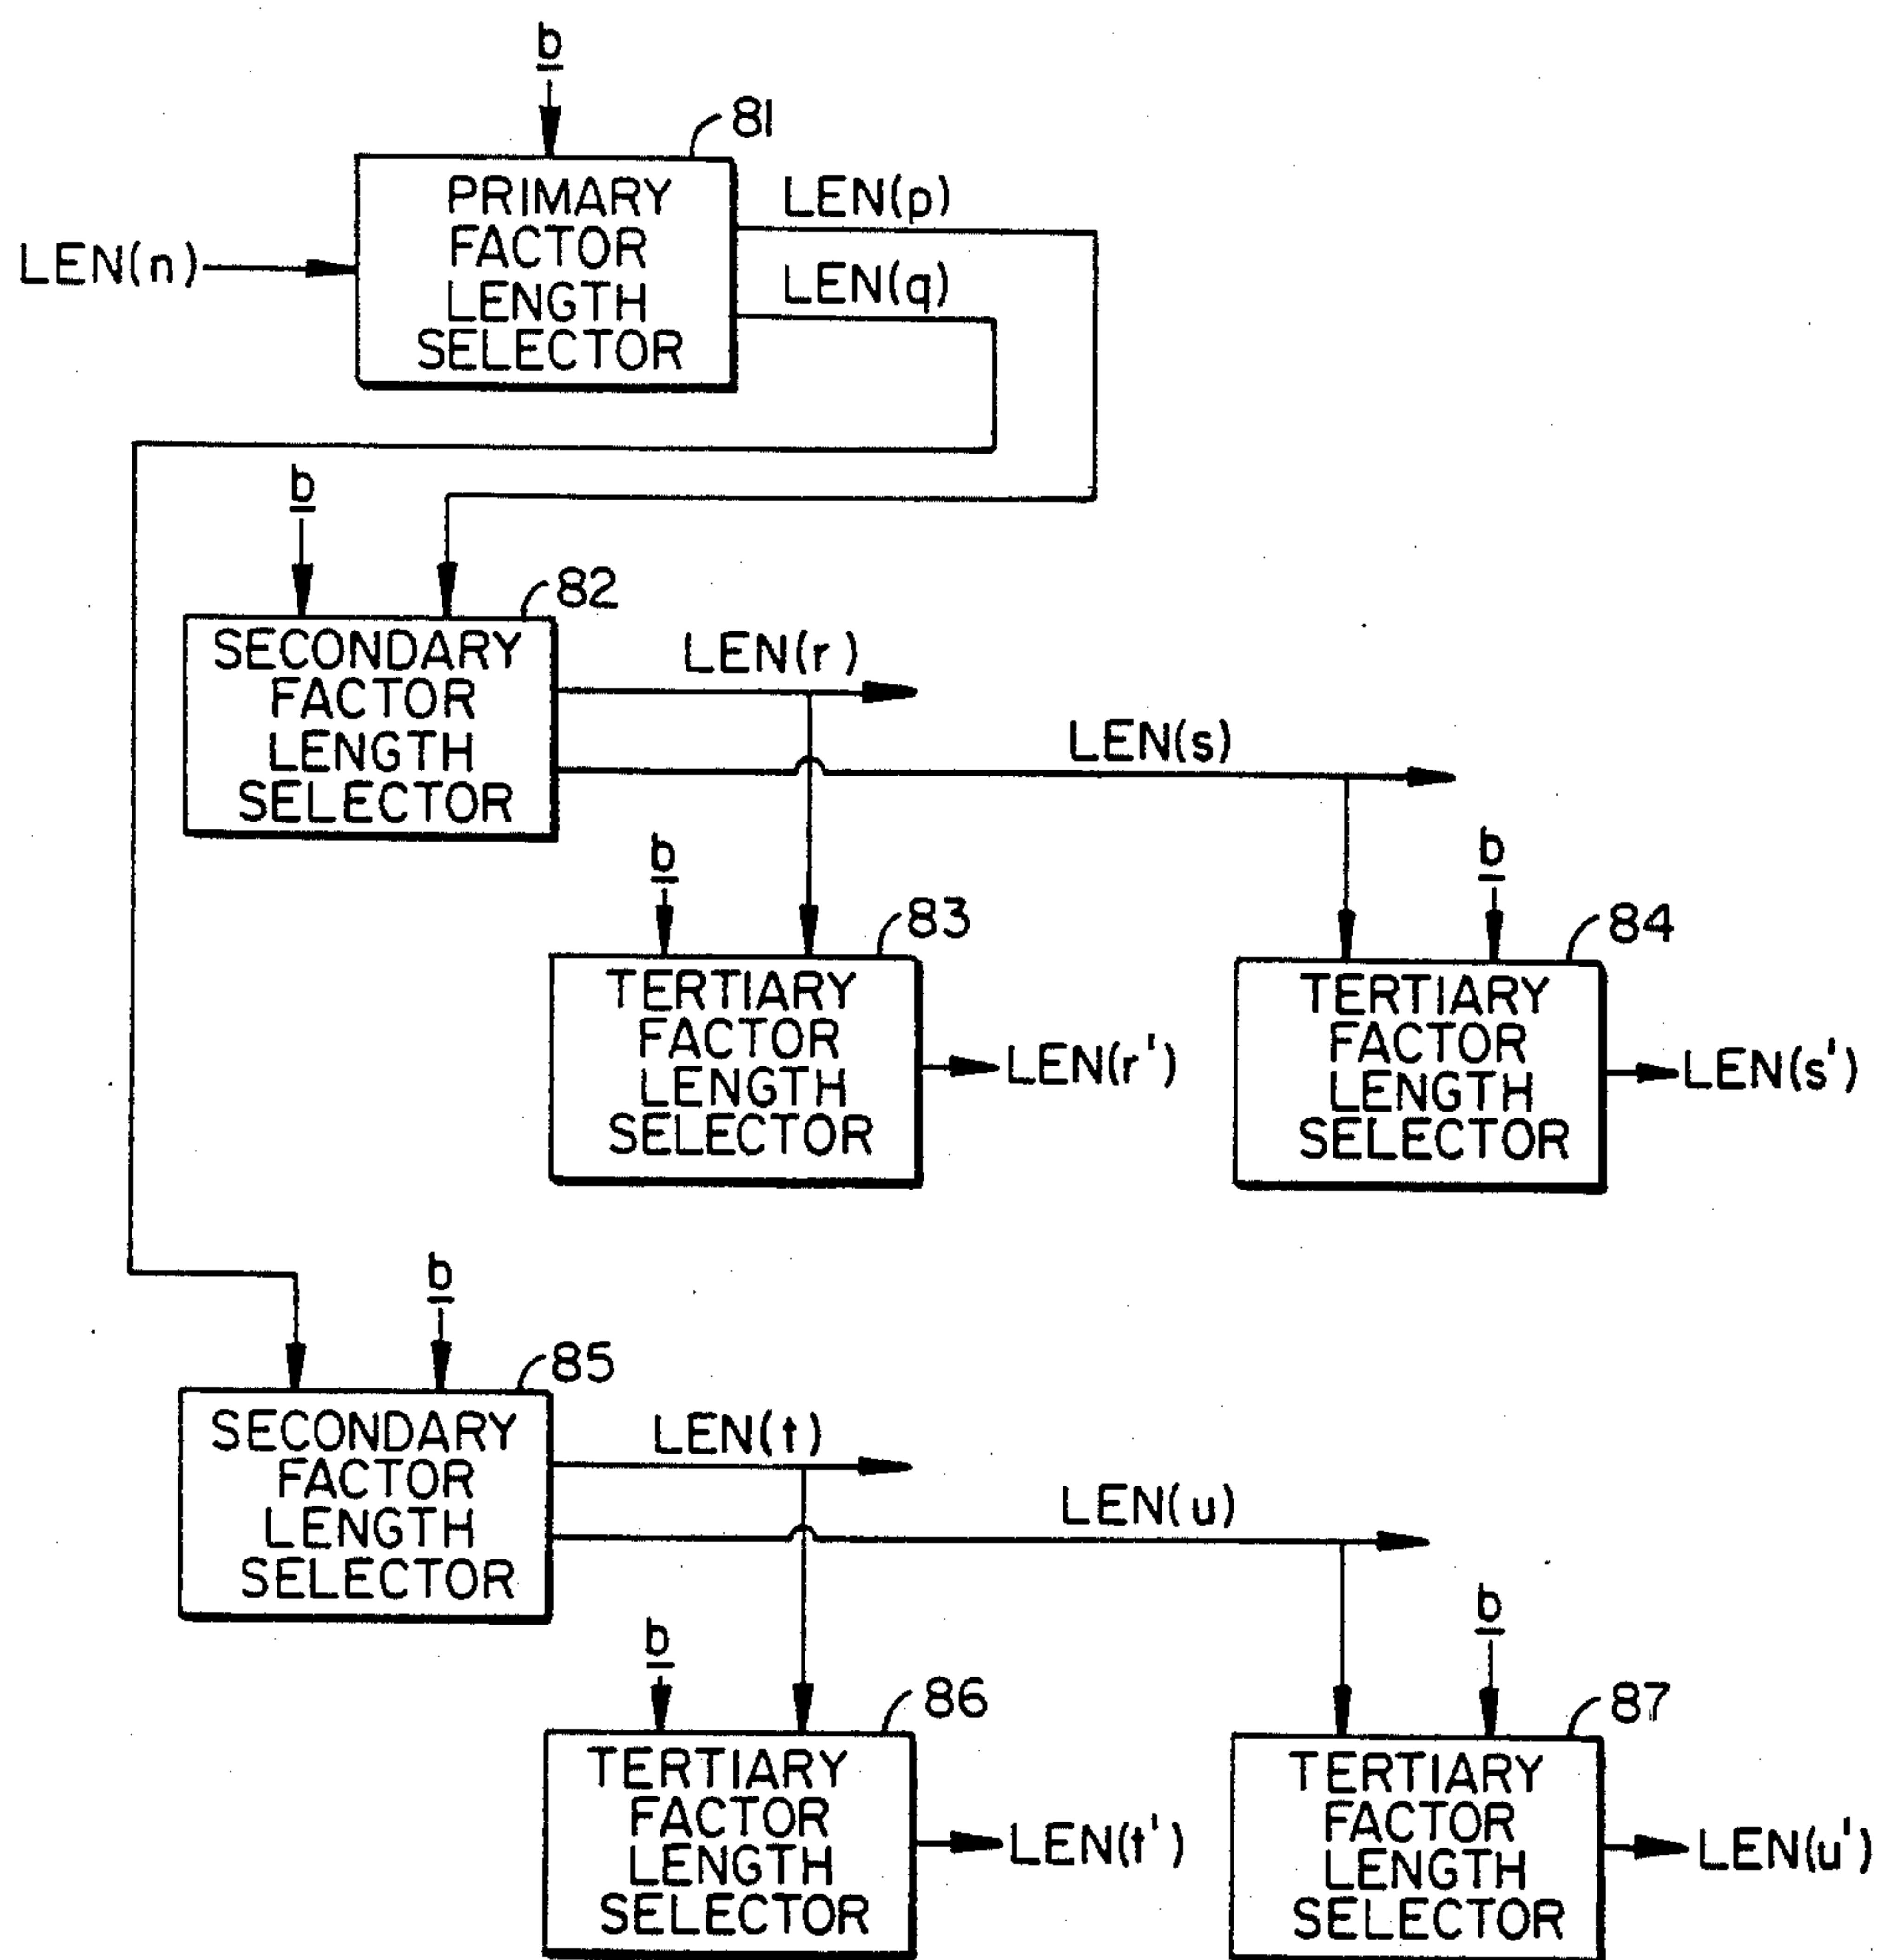 b
81
PRIMARY
FACTOR
LENGTH
SELECTOR
LEN(n)
LEN(p)
LEN(q)
b
82
SECONDARY
FACTOR
LENGTH
SELECTOR
LEN(r)
LEN(s)
b
83
TERTIARY
FACTOR
LENGTH
SELECTOR
LEN(r')
b
84
TERTIARY
FACTOR
LENGTH
SELECTOR
LEN(s')
b
85
SECONDARY
FACTOR
LENGTH
SELECTOR
LEN(t)
LEN(u)
b
86
TERTIARY
FACTOR
LENGTH
SELECTOR
LEN(t')
b
87
TERTIARY
FACTOR
LENGTH
SELECTOR
LEN(u')